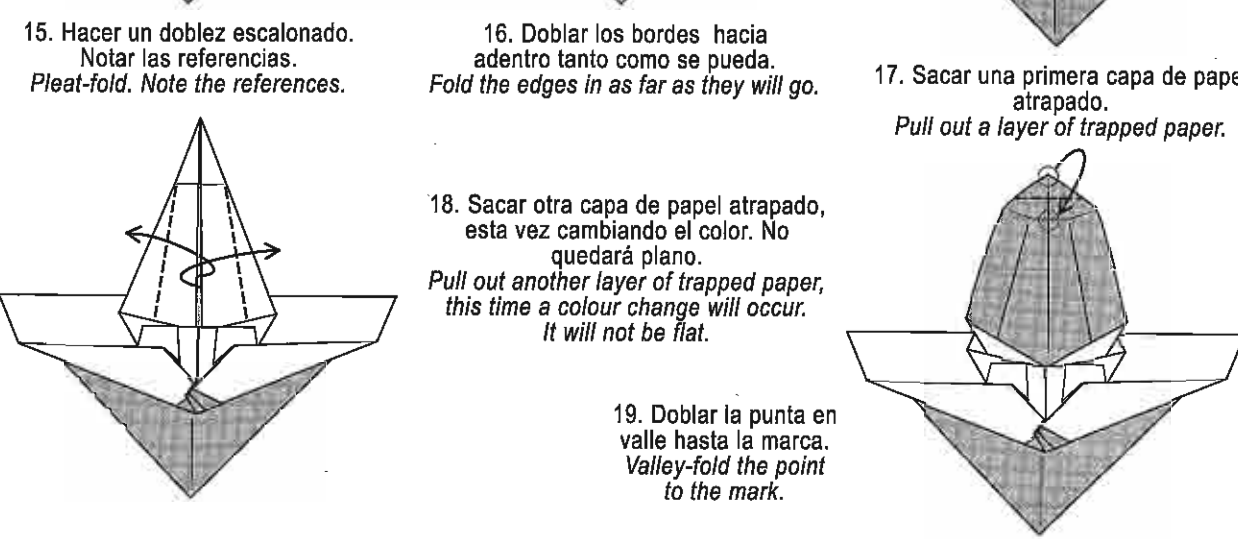 15. Hacer un doblez escalonado.
Notar las referencias.
Pleat-fold. Note the references.
16. Doblar los bordes hacia
adentro tanto como se pueda.
Fold the edges in as far as they will go.
17. Sacar una primera capa de pape
atrapado.
Pull out a layer of trapped paper.
18. Sacar otra capa de papel atrapado,
esta vez cambiando el color. No
quedará plano.
Pull out another layer of trapped paper,
this time a colour change will occur.
It will not be flat.
19. Doblar la punta en
valle hasta la marca.
Valley-fold the point
to the mark.